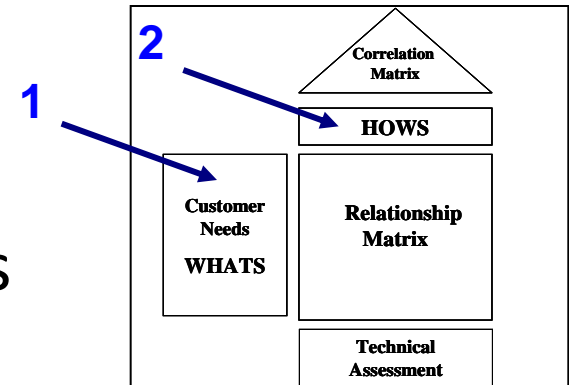 2
Correlation
Matrix
1
HOWS
Customer
Needs
WHATS
Relationship
Matrix
S
Technical
Assessment